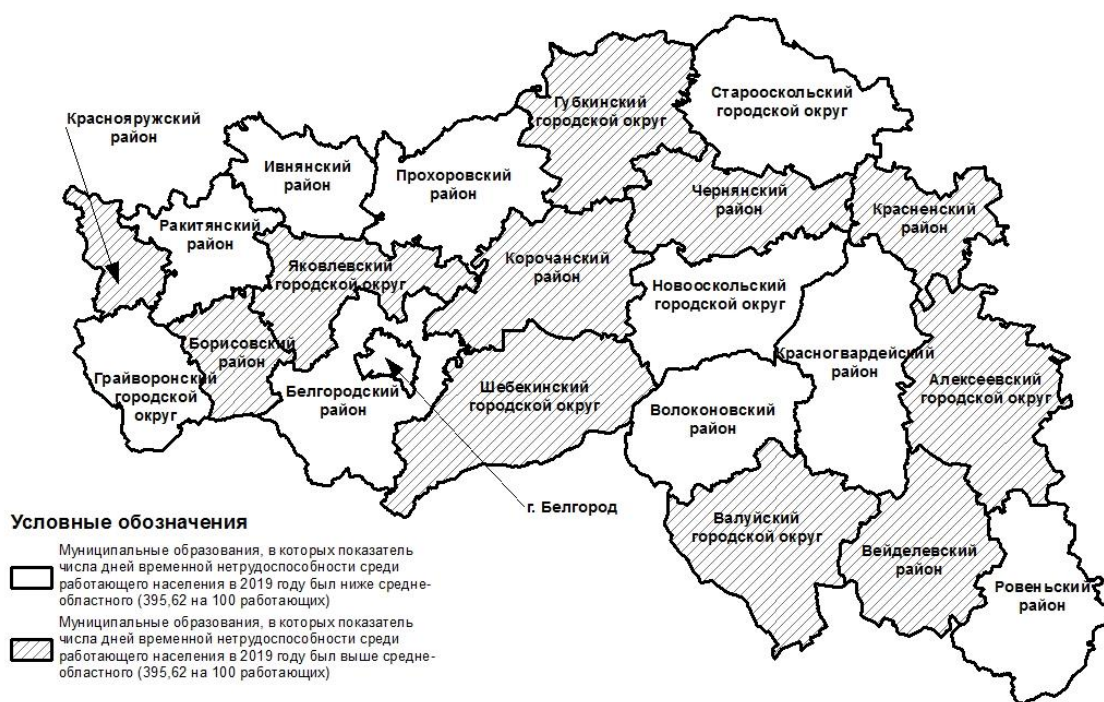 Старооскольский
городской округ
Губкинский
городской округ
Краснояружский
район
Ивнянский
район
Прохоровский
район
Чернянский
район
Красненский
район
Ракитянский
район
Яковлевский
городской округ
Корочанский
район
Новооскольский
городской округ
Борисовский
район
Красногвардейский
район
Грайворонский
городской
округ
Белгородский
район
Шебекинский
городской округ
Алексеевский
городской округ
Волоконовский
район
г. Белгород
Валуйский
городской округ
Вейделевский
район
Ровеньский
район
Условные обозначения
Муниципальные образования, в которых показатель
числа дней временной нетрудоспособности среди
работающего населения в 2019 году был ниже средне-
областного (395,62 на 100 работающих)
Муниципальные образования, в которых показатель
числа дней временной нетрудоспособности среди
работающего населения в 2019 году был выше средне-
областного (395,62 на 100 работающих)